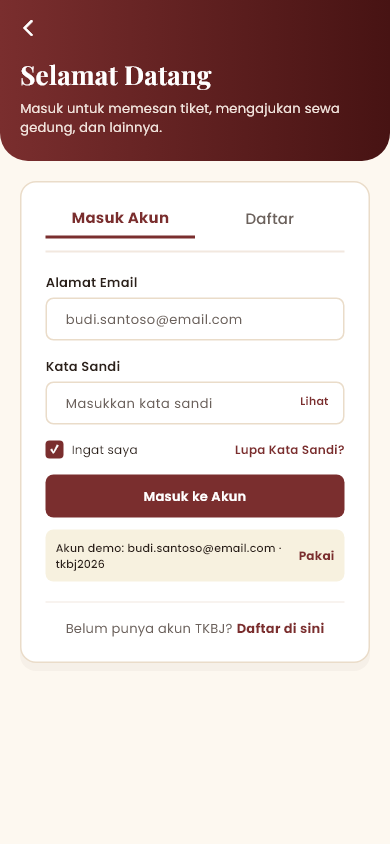 Selamat Datang
Masuk untuk memesan tiket, mengajukan sewa
gedung, dan lainnya.
Masuk Akun
Daftar
Alamat Email
budi.santoso@email.com
Kata Sandi
Masukkan kata sandi
Lihat
Ingat saya
Lupa Kata Sandi?
Masuk ke Akun
Akun demo: budi.santoso@email.com ·
tkbj2026
Pakai
Belum punya akun TKBJ? Daftar di sini